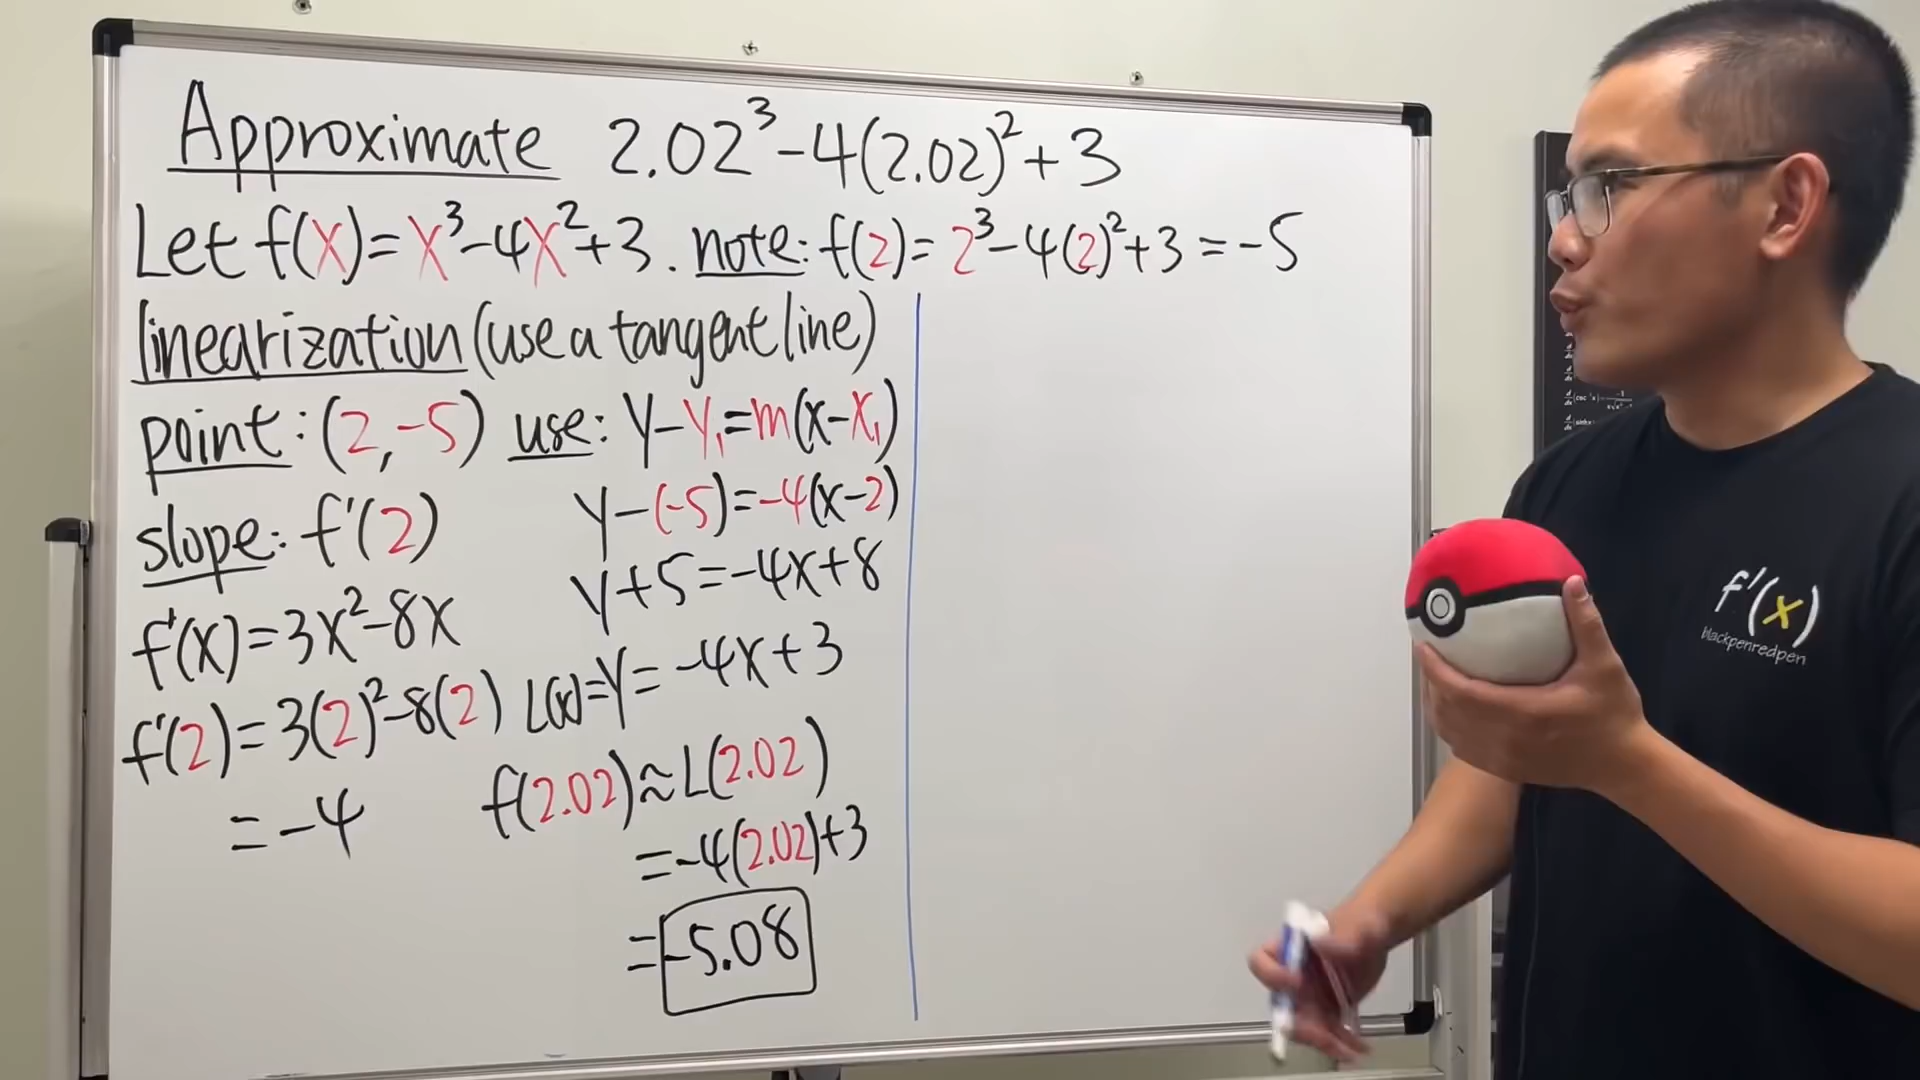 Approximate 2.02³-4(2.02)²+3
Let f(x)=x³-4x²+3. note: f(2)=2³-4(2)²+3=-5
linearization (use a tangent line)
point: (2,-5) use: y-y₁=m(x-x₁)
slope: f'(2)
y-(-5)=-4(x-2)
y+5=-4x+8
f'(x)=3x²-8x
L(x)=y=-4x+3
f'(2)=3(2)²-8(2)
=-4
f(2.02)≈L(2.02)
=-4(2.02)+3
=-5.08
f'(x)
blackpenredpen